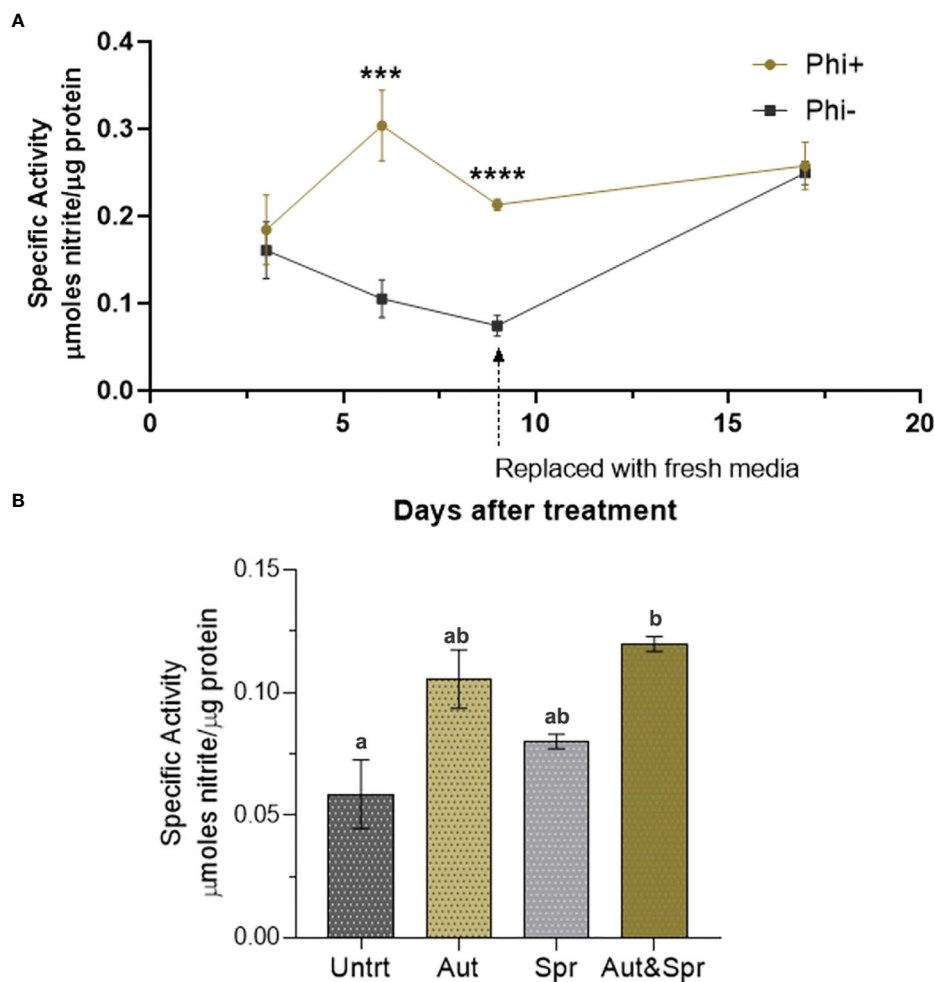 A
Specific Activity
μmoles nitrite/μg protein
0.4
0.3
0.2
0.1
0.0
***
****
Phi+
Phi-
0
5
10
15
20
Replaced with fresh media
Days after treatment
B
Specific Activity
μmoles nitrite/μg protein
0.15
0.10
0.05
0.00
a
ab
ab
b
Untrt
Aut
Spr
Aut&Spr